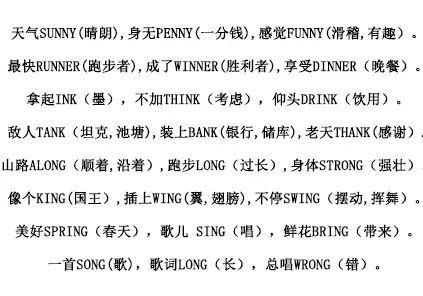 天气SUNNY(晴朗),身无PENNY(一分钱),感觉FUNNY(滑稽,有趣)。
最快RUNNER(跑步者),成了WINNER(胜利者),享受DINNER（晚餐）。
拿起INK（墨），不加THINK（考虑），仰头DRINK（饮用）。
敌人TANK（坦克,池塘),装上BANK(银行,储库),老天THANK(感谢)
山路ALONG（顺着,沿着）,跑步LONG（过长）,身体STRONG（强壮）
像个KING(国王）,插上WING(翼,翅膀),不停SWING（摆动,挥舞）。
美好SPRING（春天），歌儿 SING（唱），鲜花BRING（带来）。
一首SONG(歌),歌词LONG（长），总唱WRONG（错）。